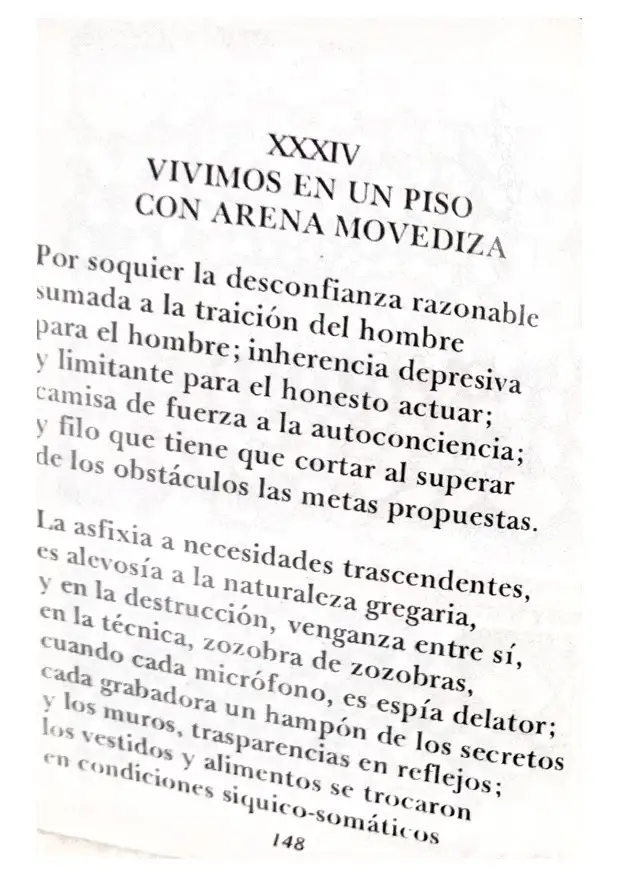 XXXIV
VIVIMOS EN UN PISO
CON ARENA MOVEDIZA
Por soquier la desconfianza razonable
sumada a la traición del hombre
para el hombre; inherencia depresiva
y limitante para el honesto actuar;
camisa de fuerza a la autoconciencia;
y filo que tiene que cortar al superar
de los obstáculos las metas propuestas.
La asfixia a necesidades trascendentes,
es alevosía a la naturaleza gregaria,
y en la destrucción, venganza entre sí,
en la técnica, zozobra de zozobras,
cuando cada micrófono, es espía delator;
cada grabadora un hampón de los secretos
y los muros, trasparencias en reflejos;
los vestidos y alimentos se trocaron
en condiciones siquico-somáticos
148